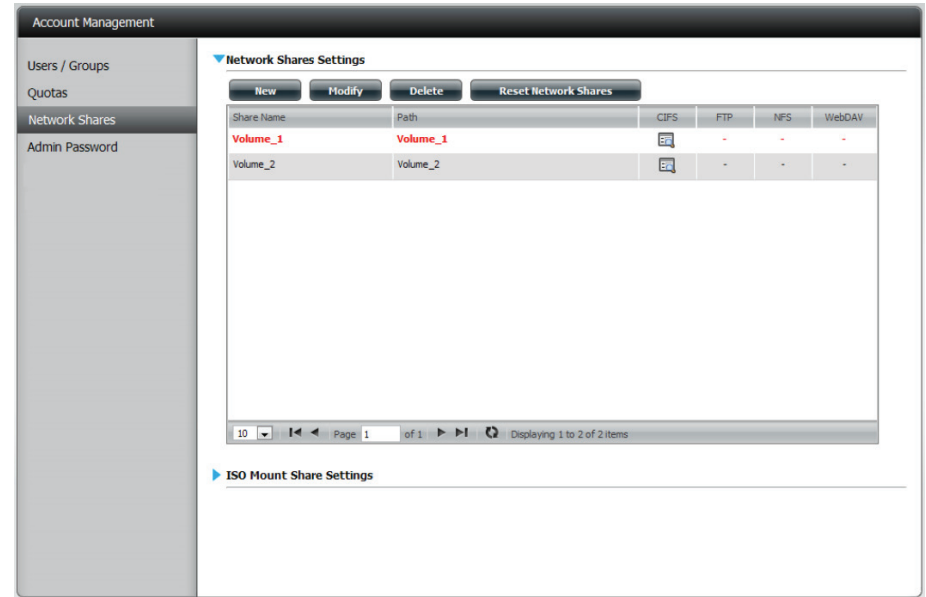 Account Management
Users / Groups
Quotas
Network Shares
Admin Password
Network Shares Settings
New Modify Delete Reset Network Shares
Share Name Path CIFS FTP NFS WebDAV
Volume_1 Volume_1 - - -
Volume_2 Volume_2 - - -
10 Page 1 of 1 Displaying 1 to 2 of 2 items
ISO Mount Share Settings